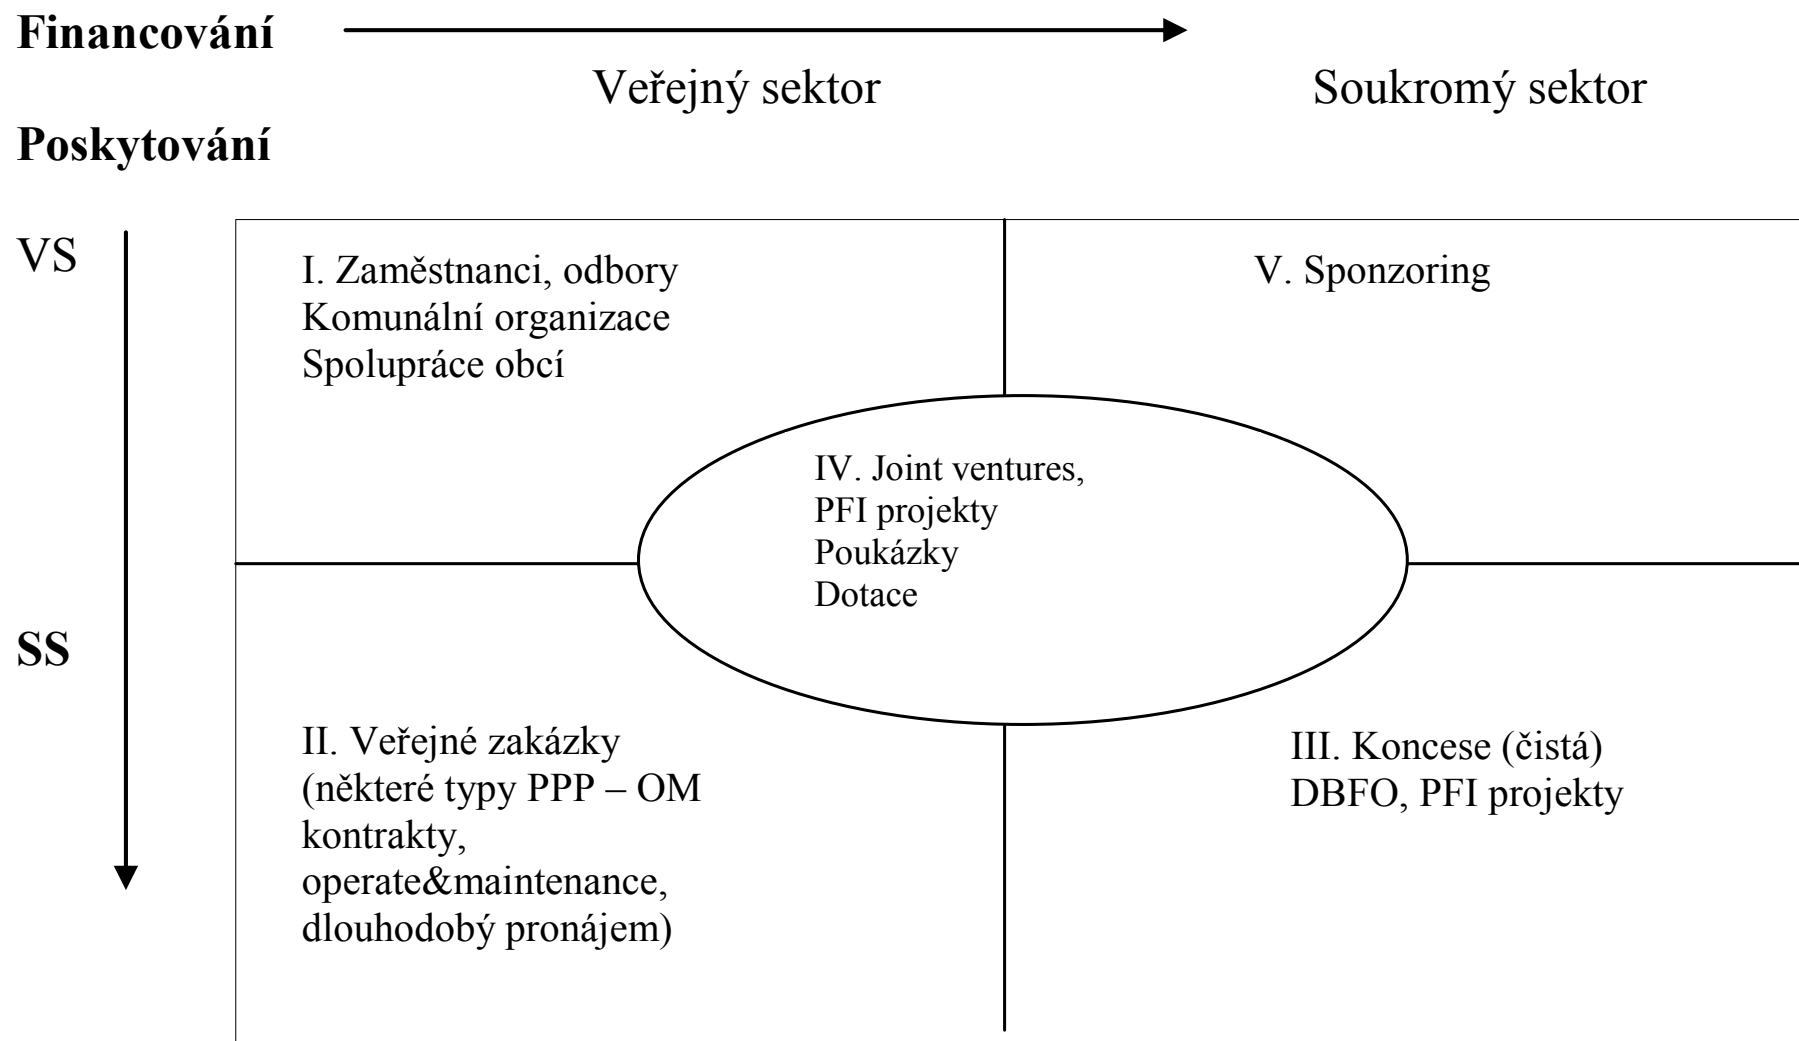 Financování
Veřejný sektor
Soukromý sektor
Poskytování
VS
I. Zaměstnanci, odbory
Komunální organizace
Spolupráce obcí
V. Sponzoring
IV. Joint ventures,
PFI projekty
Poukázky
Dotace
SS
II. Veřejné zakázky
(některé typy PPP – OM
kontrakty,
operate&maintenance,
dlouhodobý pronájem)
III. Koncese (čistá)
DBFO, PFI projekty